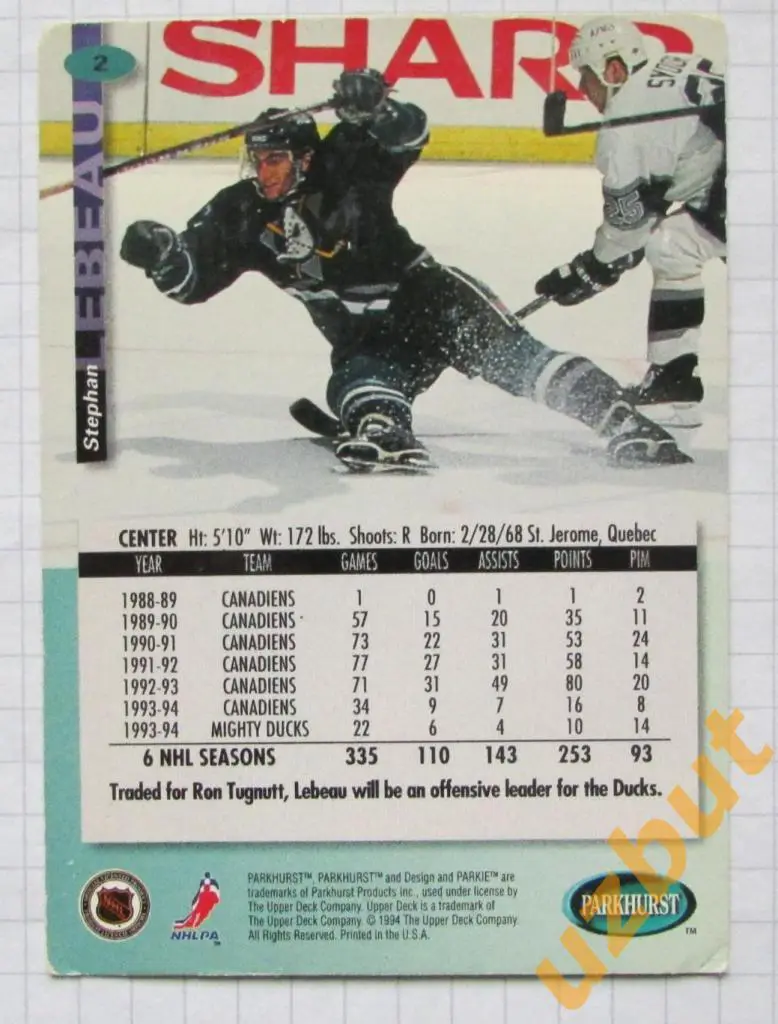 2
SHARP
SYDOR
25
Stephan LEBEAU
CENTER Ht: 5'10" Wt: 172 lbs. Shoots: R Born: 2/28/68 St. Jerome, Quebec
YEAR TEAM GAMES GOALS ASSISTS POINTS PIM
1988-89 CANADIENS 1 0 1 1 2
1989-90 CANADIENS 57 15 20 35 11
1990-91 CANADIENS 73 22 31 53 24
1991-92 CANADIENS 77 27 31 58 14
1992-93 CANADIENS 71 31 49 80 20
1993-94 CANADIENS 34 9 7 16 8
1993-94 MIGHTY DUCKS 22 6 4 10 14
6 NHL SEASONS 335 110 143 253 93
Traded for Ron Tugnutt, Lebeau will be an offensive leader for the Ducks.
PARKHURST™, PARKHURST™ and Design and PARKIE™ are
trademarks of Parkhurst Products Inc., used under license by
The Upper Deck Company. Upper Deck is a trademark of
The Upper Deck Company. © 1994 The Upper Deck Company.
All Rights Reserved. Printed in the U.S.A.
NHL
NHLPA™
PARKHURST™
uzbut